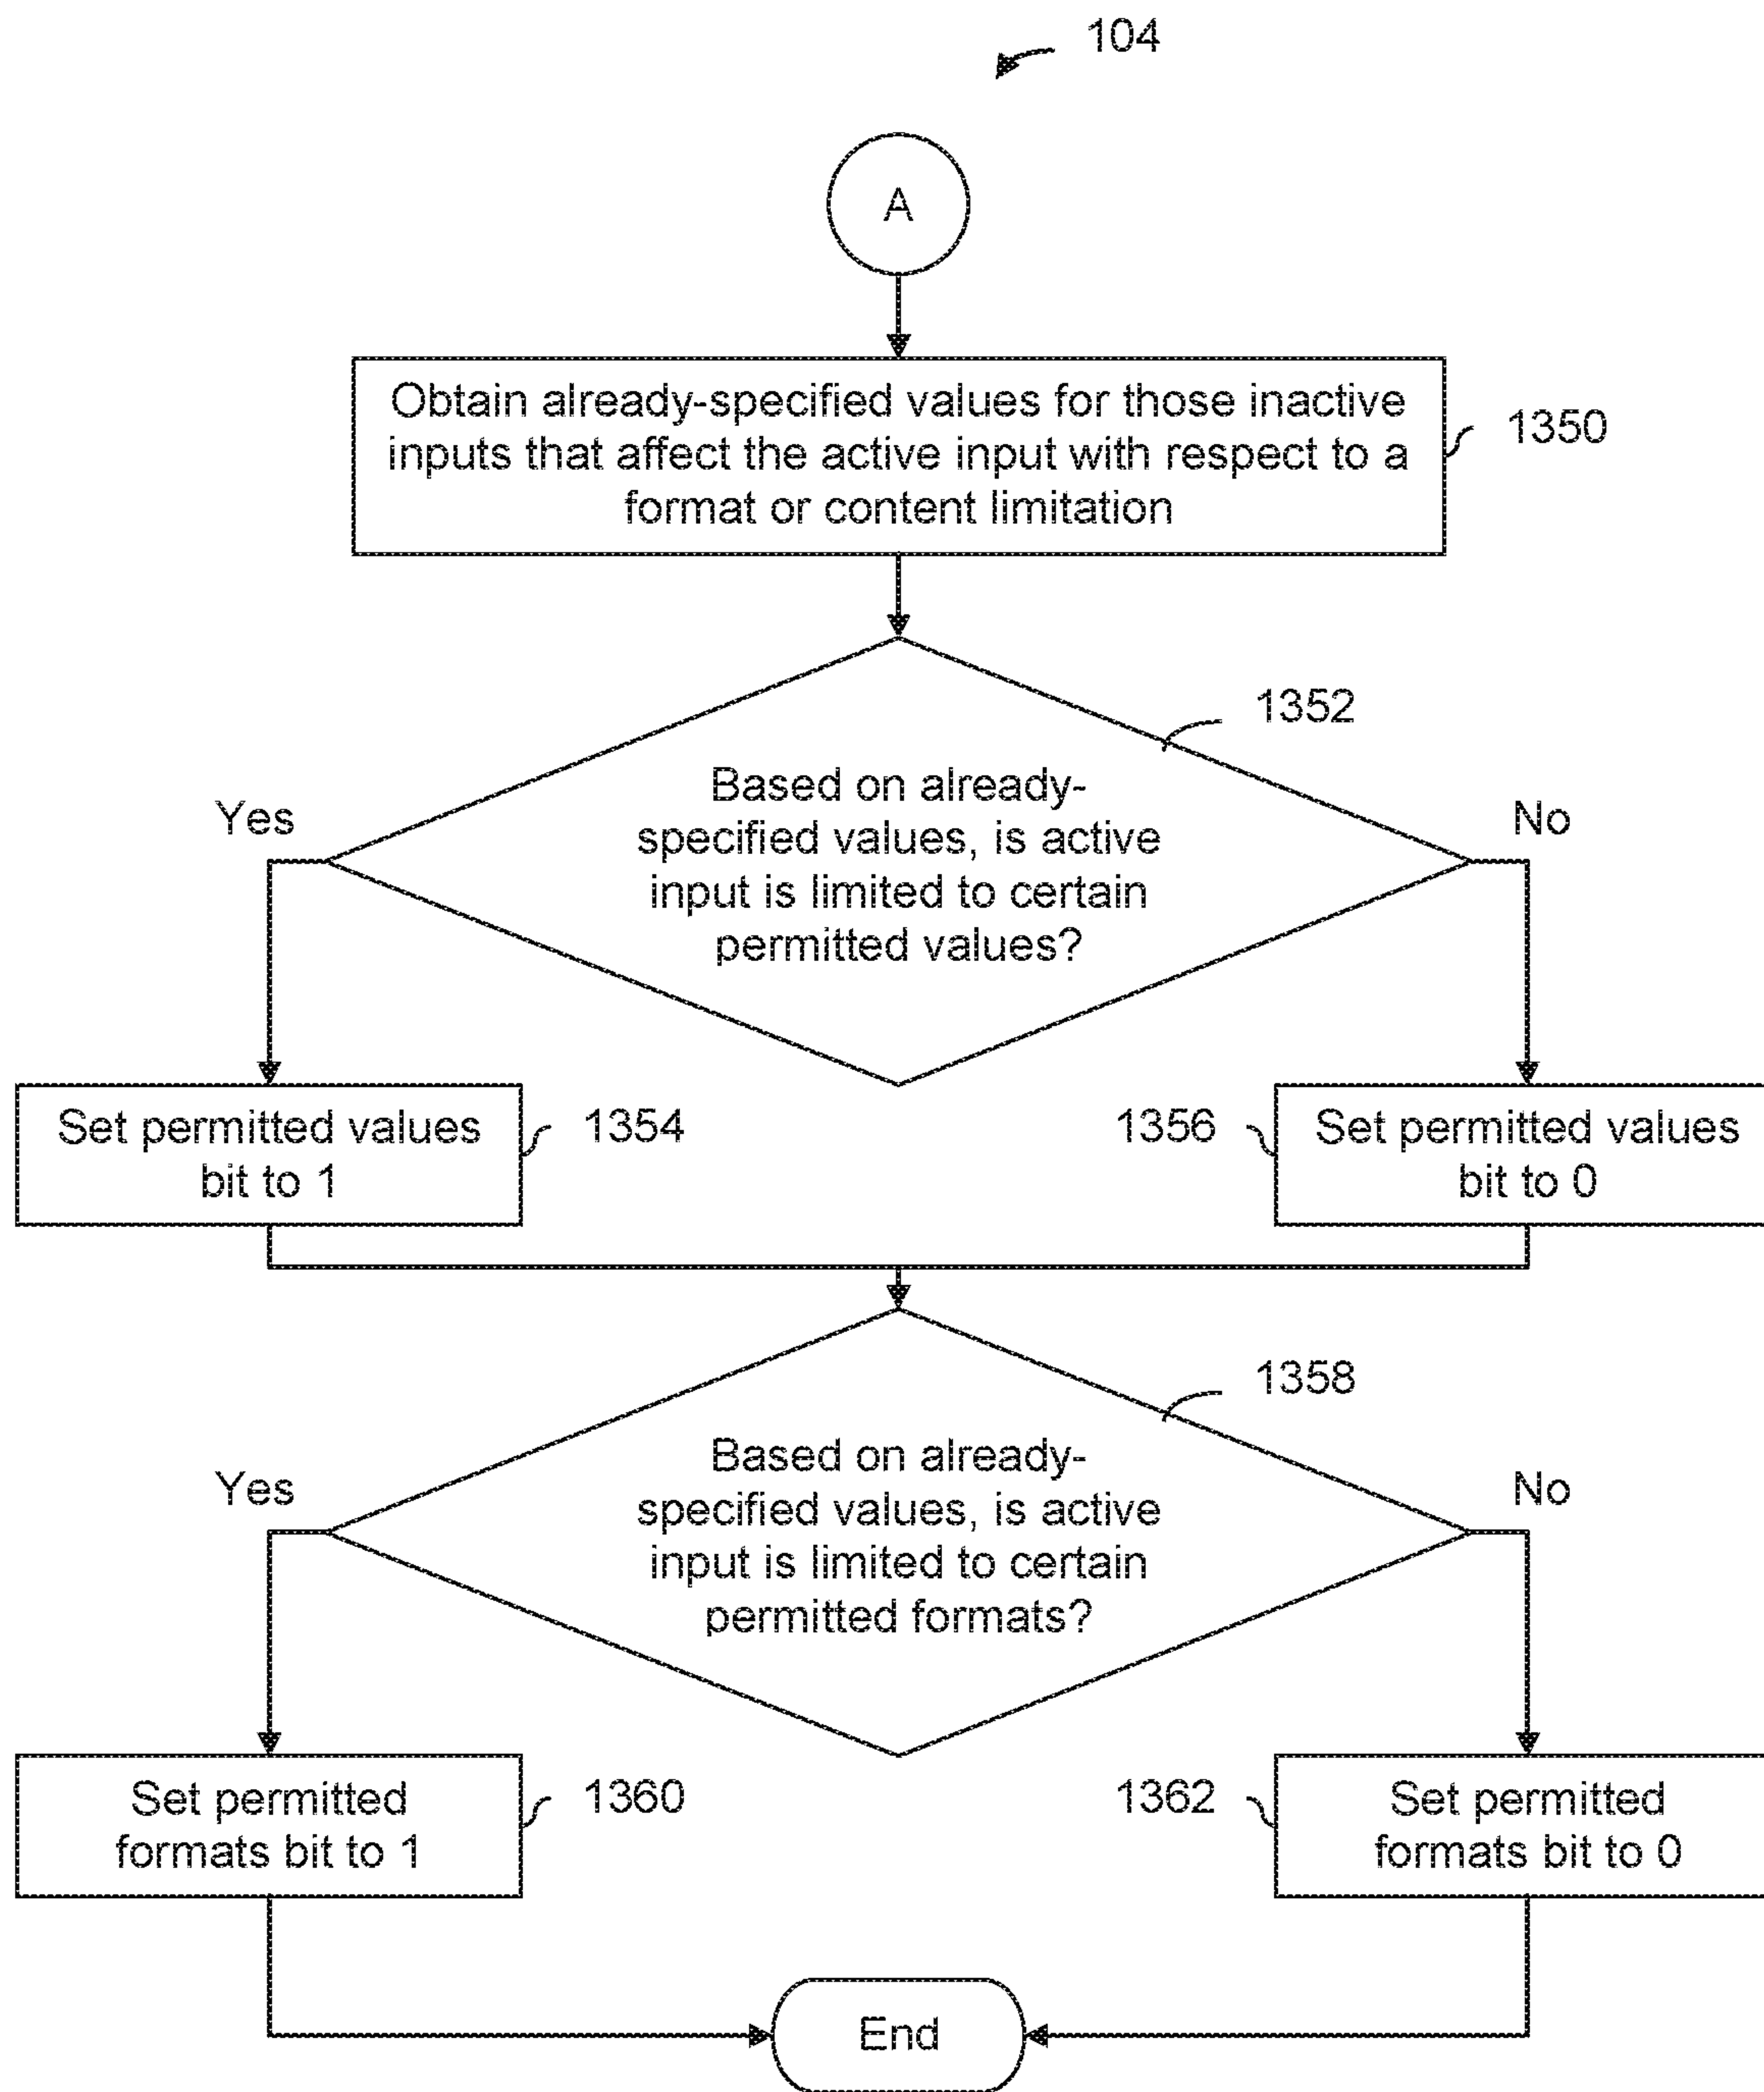 104
A
Obtain already-specified values for those inactive
inputs that affect the active input with respect to a
format or content limitation
1350
1352
Based on already-
specified values, is active
input is limited to certain
permitted values?
Yes
No
Set permitted values
bit to 1
1354
1356
Set permitted values
bit to 0
1358
Based on already-
specified values, is active
input is limited to certain
permitted formats?
Yes
No
Set permitted
formats bit to 1
1360
1362
Set permitted
formats bit to 0
End